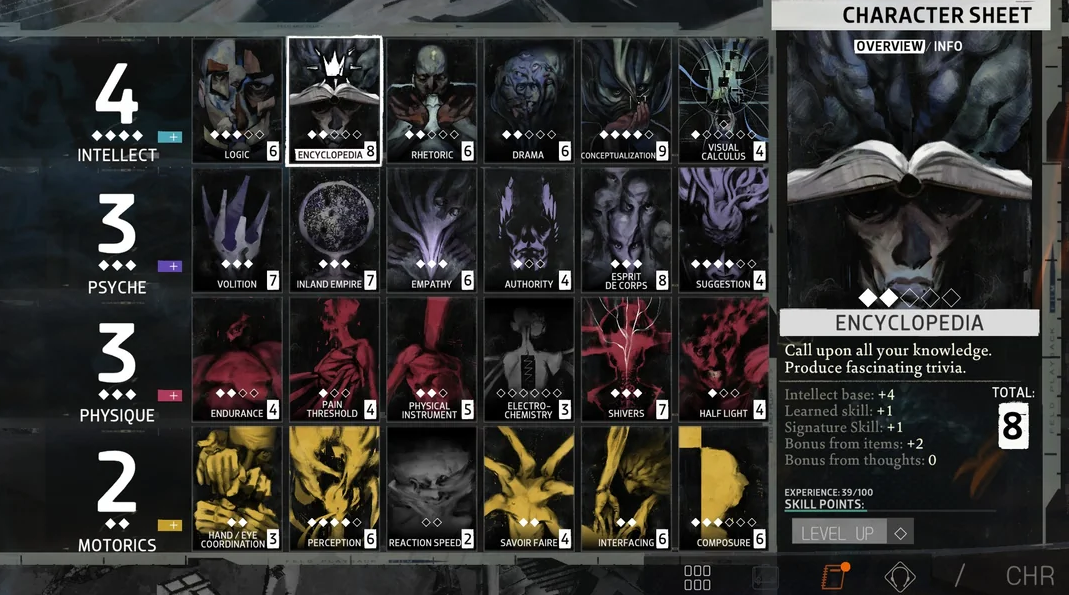 CHARACTER SHEET
OVERVIEW / INFO
4
INTELLECT
+
LOGIC 6
ENCYCLOPEDIA 8
RHETORIC 6
DRAMA 6
CONCEPTUALIZATION 9
VISUAL
CALCULUS 4
3
PSYCHE
+
VOLITION 7
INLAND EMPIRE 7
EMPATHY 6
AUTHORITY 4
ESPRIT
DE CORPS 8
SUGGESTION 4
3
PHYSIQUE
+
ENDURANCE 4
PAIN
THRESHOLD 4
PHYSICAL
INSTRUMENT 5
ELECTRO-
CHEMISTRY 3
SHIVERS 7
HALF LIGHT 4
2
MOTORICS
+
HAND / EYE
COORDINATION 3
PERCEPTION 6
REACTION SPEED 2
SAVOIR FAIRE 4
INTERFACING 6
COMPOSURE 6
ENCYCLOPEDIA
Call upon all your knowledge.
Produce fascinating trivia.
Intellect base: +4
Learned skill: +1
Signature Skill: +1
Bonus from items: +2
Bonus from thoughts: 0
TOTAL:
8
EXPERIENCE: 39/100
SKILL POINTS:
LEVEL UP
/ CHR